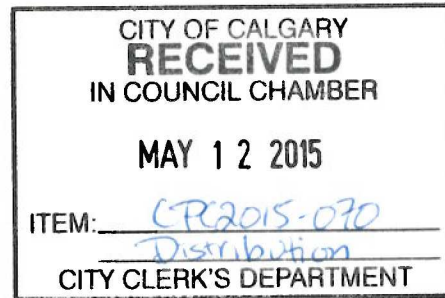 CITY OF CALGARY
RECEIVED
IN COUNCIL CHAMBER
MAY 1 2 2015
ITEM: CPC2015-070
Distribution
CITY CLERK'S DEPARTMENT